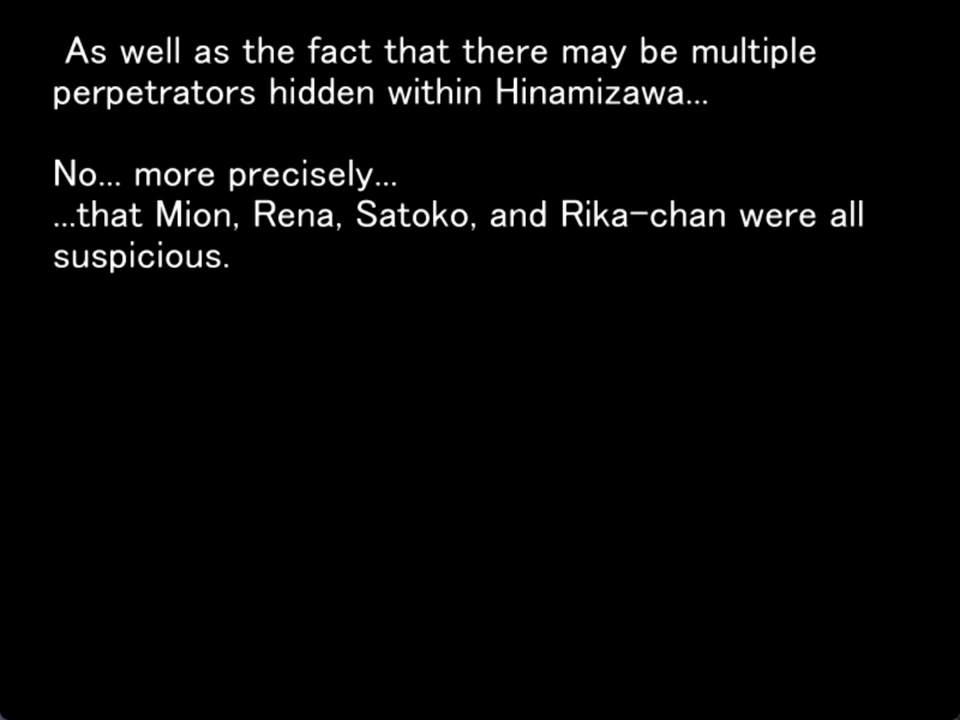 As well as the fact that there may be multiple
perpetrators hidden within Hinamizawa...
No... more precisely...
...that Mion, Rena, Satoko, and Rika-chan were all
suspicious.